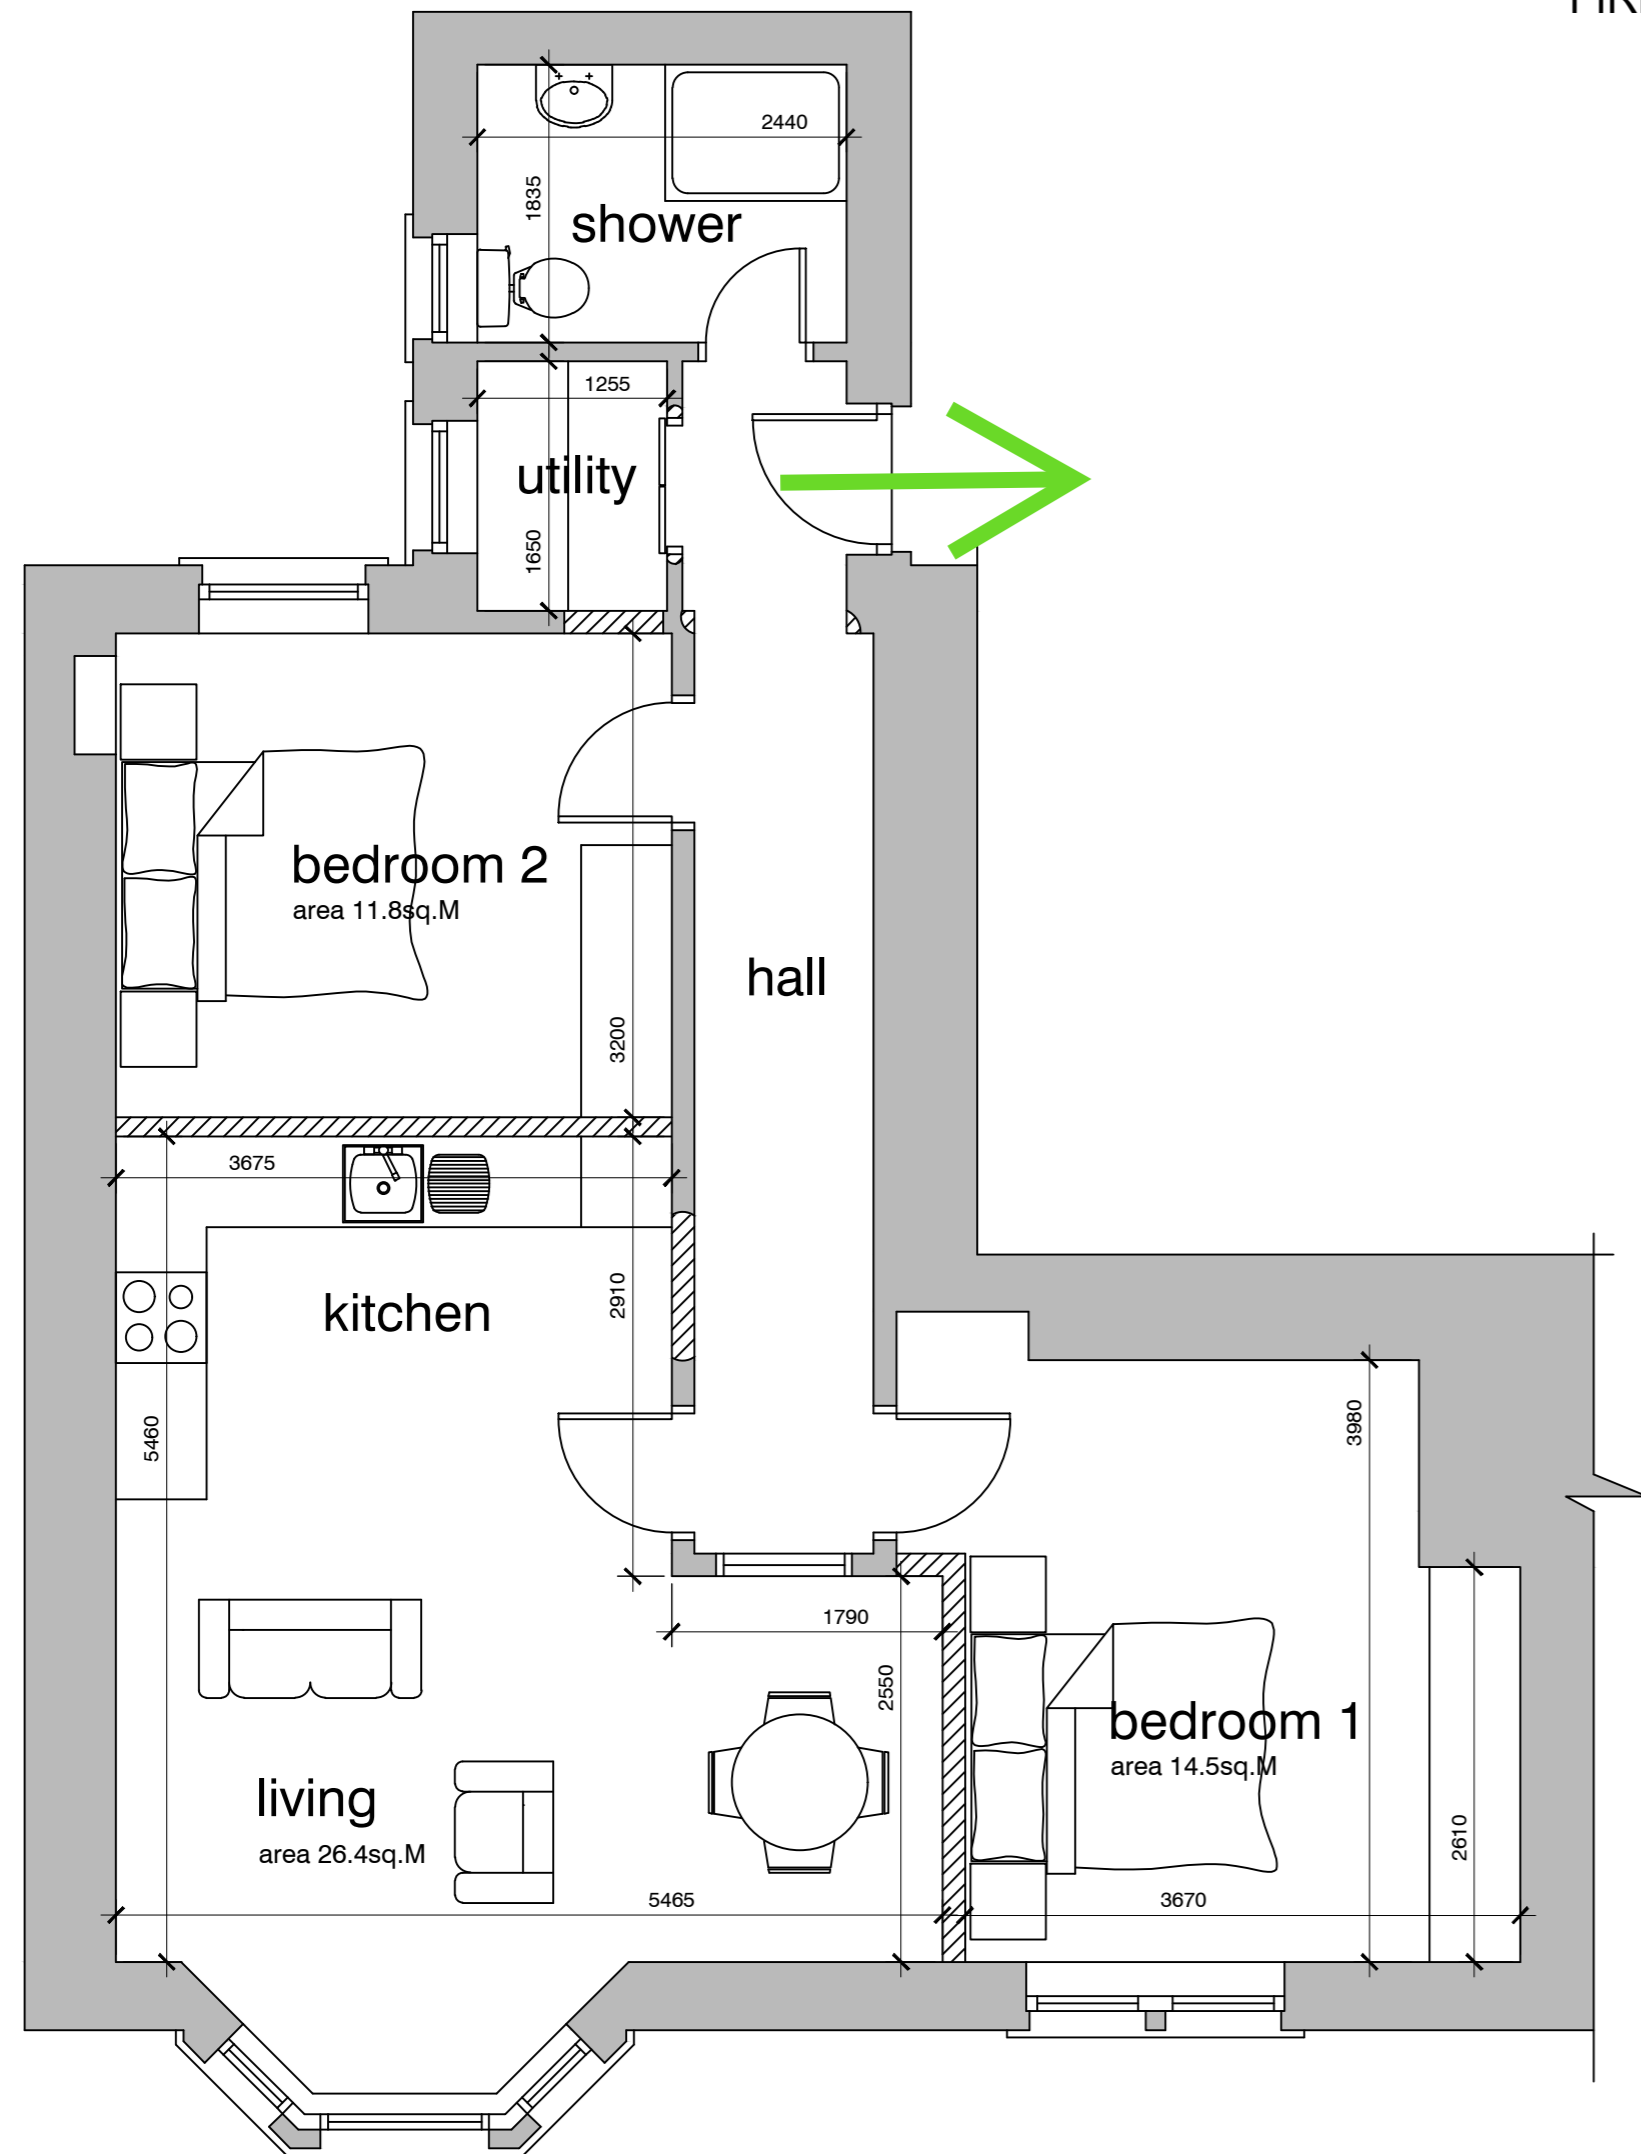 2440
1835
shower
1255
utility
1650
bedroom 2
area 11.8sq.M
hall
3200
3675
2910
kitchen
5460
3980
1790
2550
bedroom 1
area 14.5sq.M
living
area 26.4sq.M
2610
5465
3670